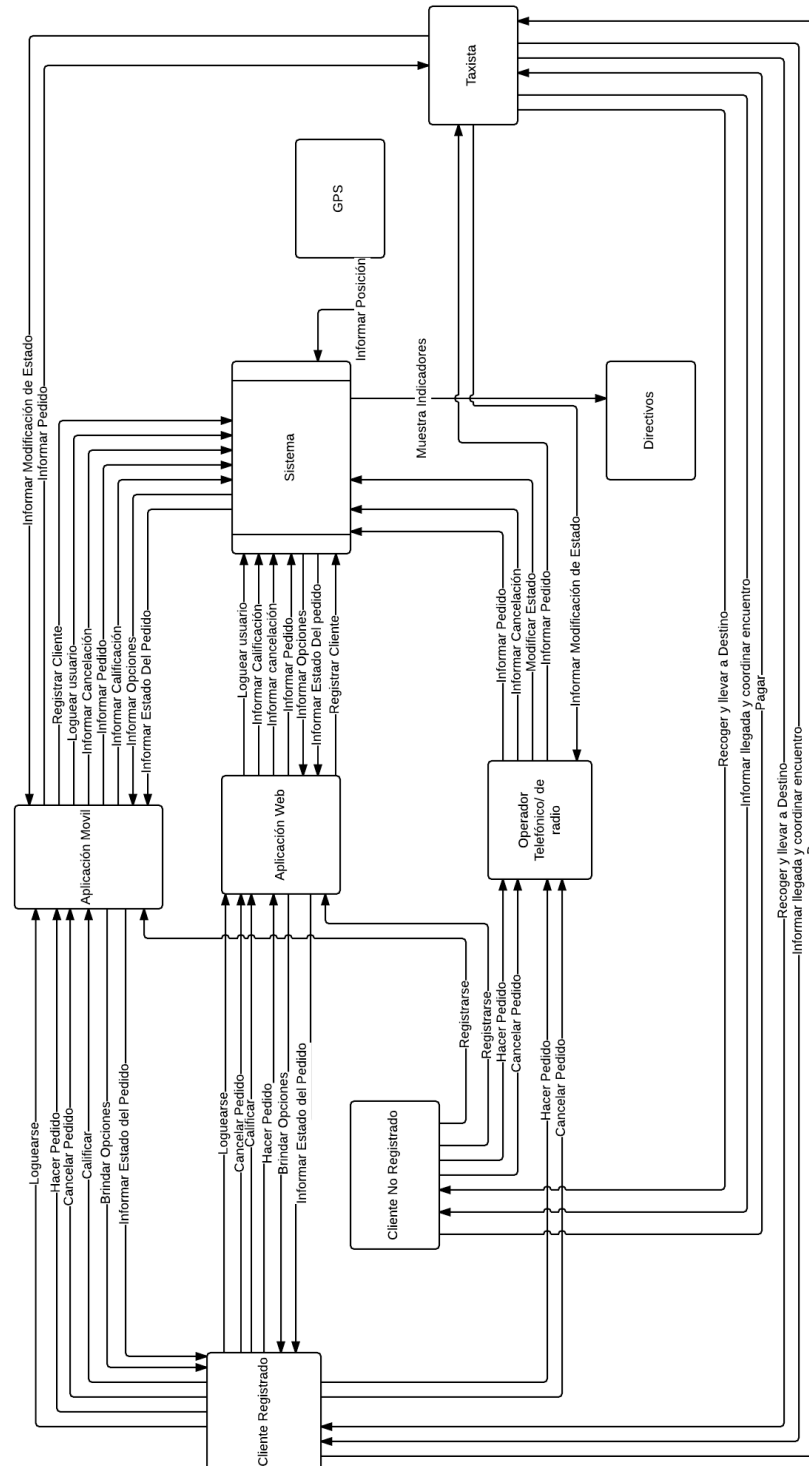 Informar Modificación de Estado
Informar Pedido
Registrar Cliente
Loguear usuario
Informar Cancelación
Informar Pedido
Informar Calificación
Informar Opciones
Informar Estado Del Pedido
Aplicación Movil
Loguearse
Hacer Pedido
Cancelar Pedido
Calificar
Brindar Opciones
Informar Estado del Pedido
Cliente Registrado
Loguearse
Cancelar Pedido
Calificar
Hacer Pedido
Brindar Opciones
Informar Estado del Pedido
Aplicación Web
Loguear usuario
Informar Calificación
Informar cancelación
Informar Pedido
Informar Opciones
Informar Estado Del pedido
Registrar Cliente
Sistema
GPS
Informar Posición
Muestra Indicadores
Directivos
Taxista
Cliente No Registrado
Registrarse
Registrarse
Hacer Pedido
Cancelar Pedido
Hacer Pedido
Cancelar Pedido
Operador
Telefónico/ de
radio
Informar Pedido
Informar Cancelación
Modificar Estado
Informar Pedido
Informar Modificación de Estado
Recoger y llevar a Destino
Informar llegada y coordinar encuentro
Pagar
Recoger y llevar a Destino
Informar llegada y coordinar encuentro